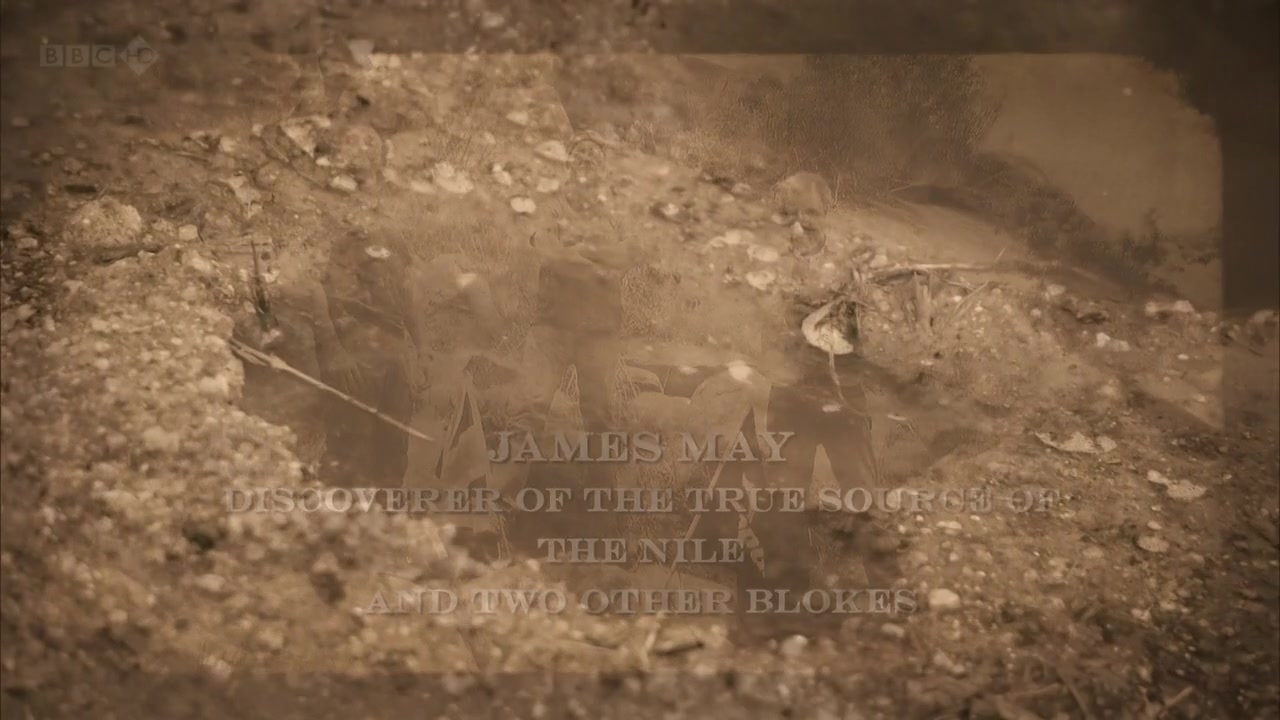 BBC HD
JAMES MAY
DISCOVERER OF THE TRUE SOURCE OF
THE NILE
AND TWO OTHER BLOKES